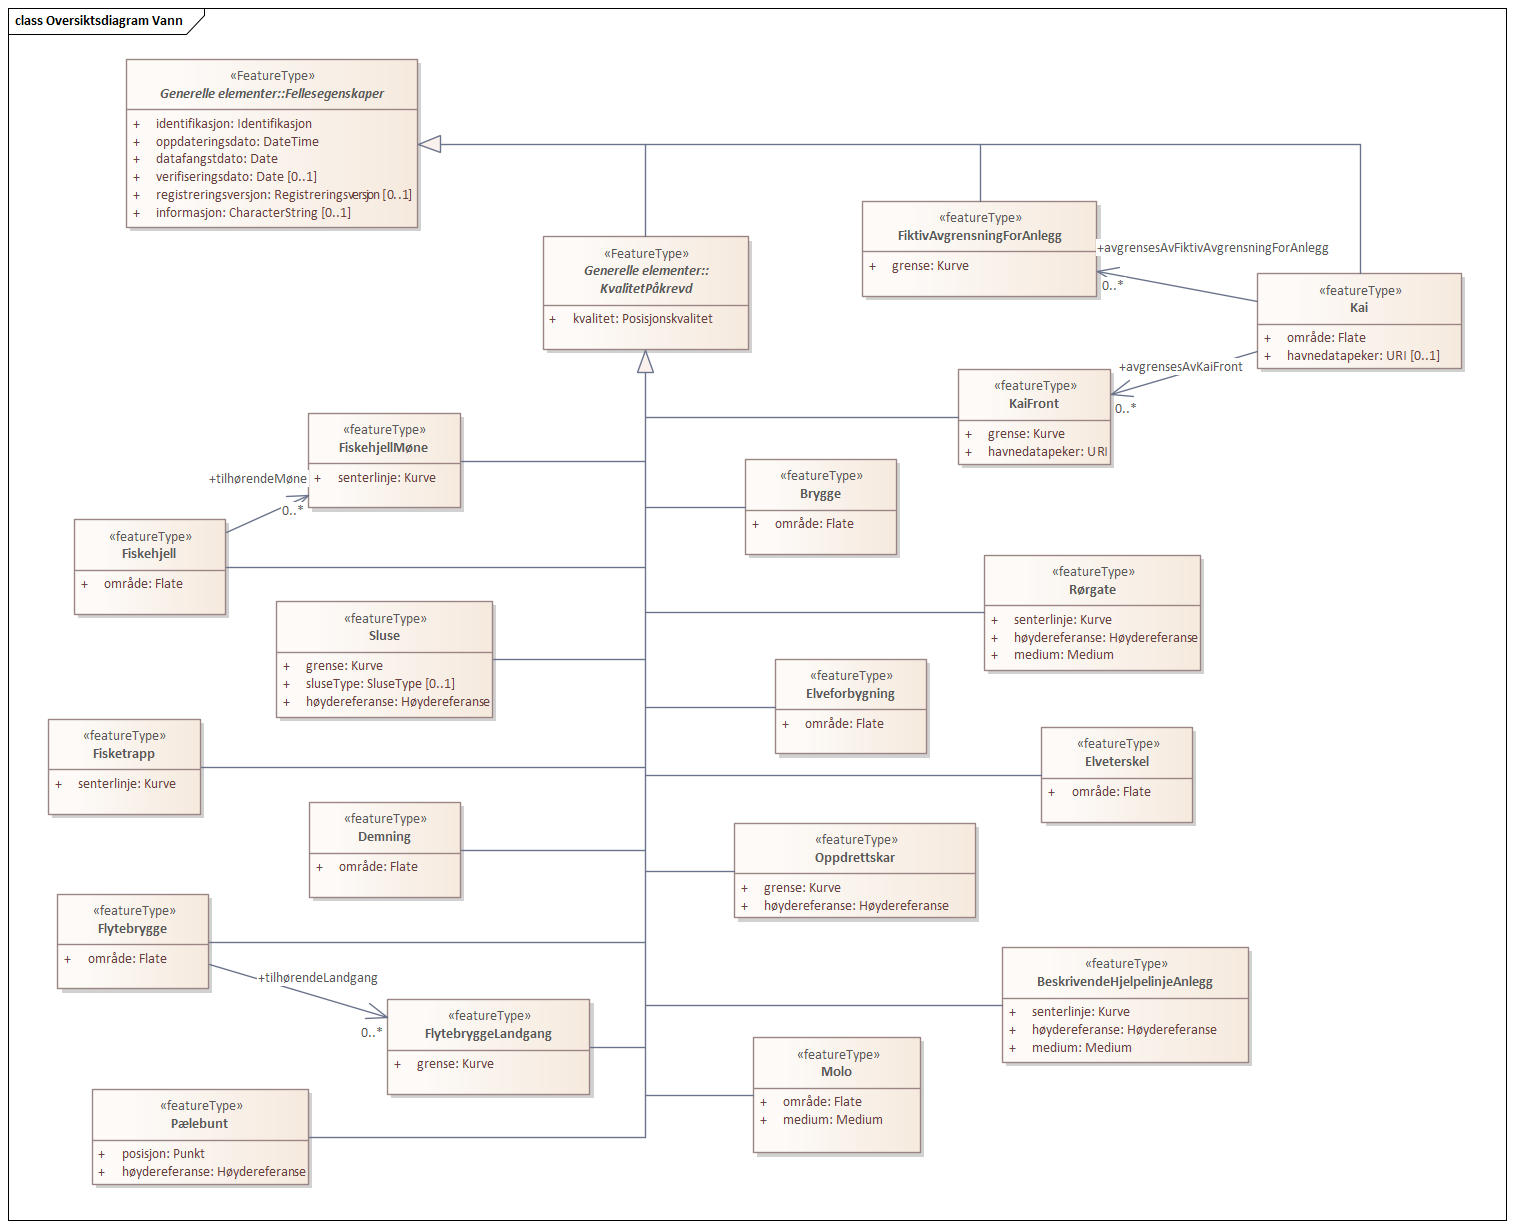 class Oversiktsdiagram Vann
«FeatureType»
Generelle elementer::Fellesegenskaper
+ identifikasjon: Identifikasjon
+ oppdateringsdato: DateTime
+ datafangstdato: Date
+ verifiseringsdato: Date [0..1]
+ registreringsversjon: Registreringsversjon [0..1]
+ informasjon: CharacterString [0..1]
«FeatureType»
Generelle elementer::
KvalitetPåkrevd
+ kvalitet: Posisjonskvalitet
«featureType»
FiktivAvgrensningForAnlegg
+ grense: Kurve
+avgrensesAvFiktivAvgrensningForAnlegg
0..*
«featureType»
Kai
+ område: Flate
+ havnedatapeker: URI [0..1]
+avgrensesAvKaiFront
0..*
«featureType»
KaiFront
+ grense: Kurve
+ havnedatapeker: URI
«featureType»
FiskehjellMøne
+ senterlinje: Kurve
+tilhørendeMøne
0..*
«featureType»
Fiskehjell
+ område: Flate
«featureType»
Brygge
+ område: Flate
«featureType»
Rørgate
+ senterlinje: Kurve
+ høydereferanse: Høydereferanse
+ medium: Medium
«featureType»
Sluse
+ grense: Kurve
+ sluseType: SluseType [0..1]
+ høydereferanse: Høydereferanse
«featureType»
Elveforbygning
+ område: Flate
«featureType»
Fisketrapp
+ senterlinje: Kurve
«featureType»
Elveterskel
+ område: Flate
«featureType»
Demning
+ område: Flate
«featureType»
Oppdrettskar
+ grense: Kurve
+ høydereferanse: Høydereferanse
«featureType»
Flytebrygge
+ område: Flate
+tilhørendeLandgang
0..*
«featureType»
FlytebryggeLandgang
+ grense: Kurve
«featureType»
BeskrivendeHjelpelinjeAnlegg
+ senterlinje: Kurve
+ høydereferanse: Høydereferanse
+ medium: Medium
«featureType»
Molo
+ område: Flate
+ medium: Medium
«featureType»
Pælebunt
+ posisjon: Punkt
+ høydereferanse: Høydereferanse